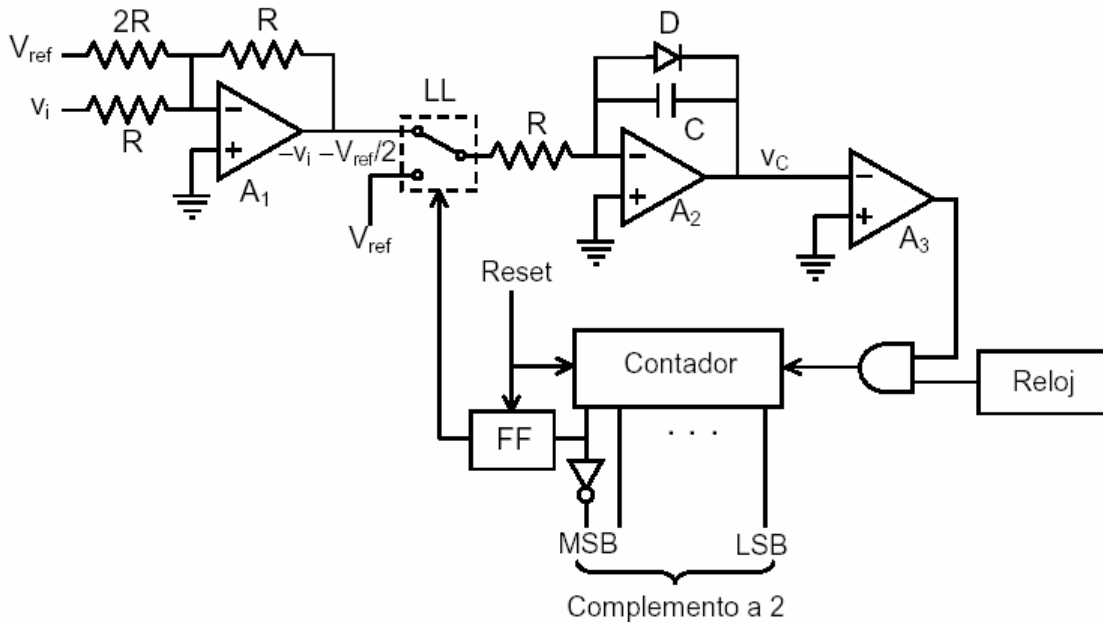 2R
R
D
V_ref
LL
v_i
R
C
R
−
+
A_1
−v_i −V_ref/2
V_ref
−
+
A_2
v_C
−
+
A_3
Reset
Contador
Reloj
FF
. . .
MSB
LSB
Complemento a 2